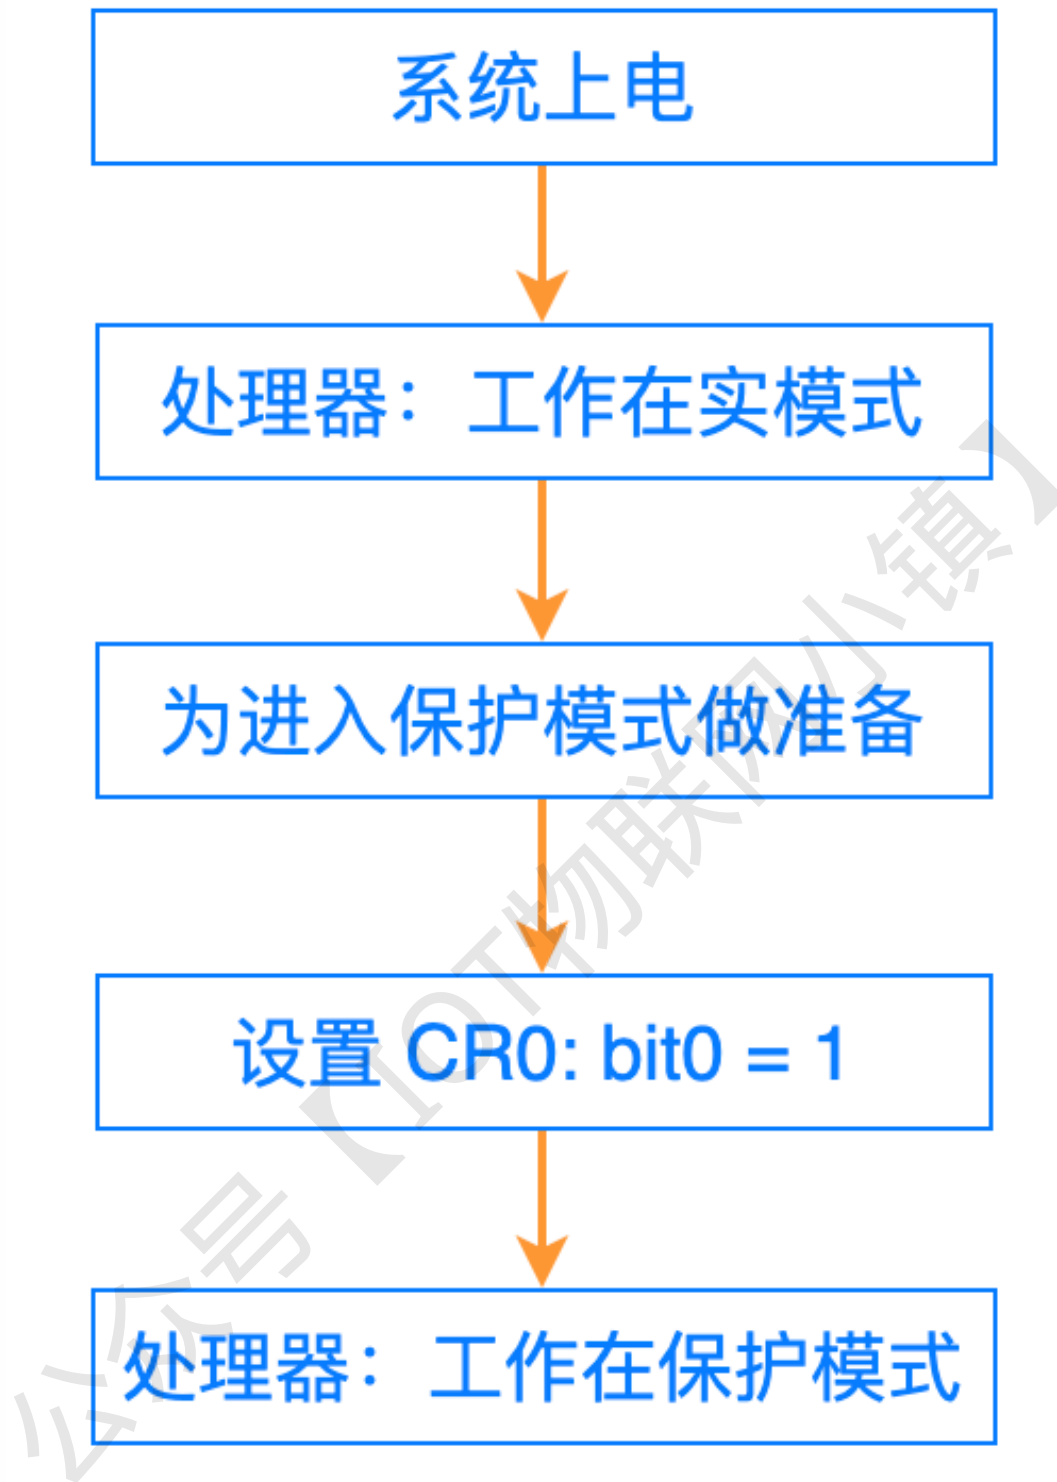 系统上电
处理器：工作在实模式
为进入保护模式做准备
设置 CR0: bit0 = 1
处理器：工作在保护模式
公众号【IOT物联网小镇】